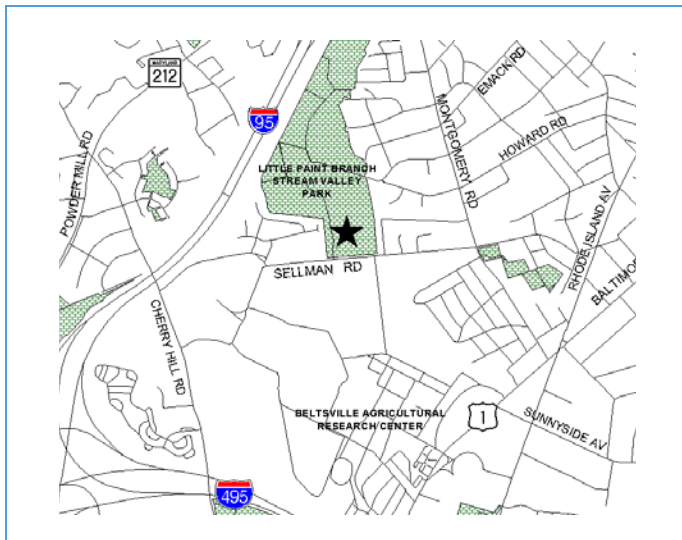 MARYLAND
212
95
EMACK RD
MONTGOMERY RD
HOWARD RD
POWDER MILL RD
LITTLE PAINT BRANCH
STREAM VALLEY
PARK
RHODE ISLAND AV
SELLMAN RD
CHERRY HILL RD
BALTIMO
BELTSVILLE AGRICULTURAL
RESEARCH CENTER
1
SUNNYSIDE AV
495